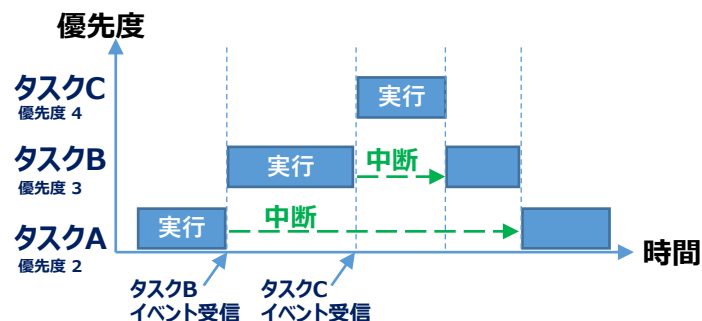 優先度
タスクC
優先度 4
実行
タスクB
優先度 3
実行
中断
タスクA
優先度 2
実行
中断
時間
タスクB
イベント受信
タスクC
イベント受信